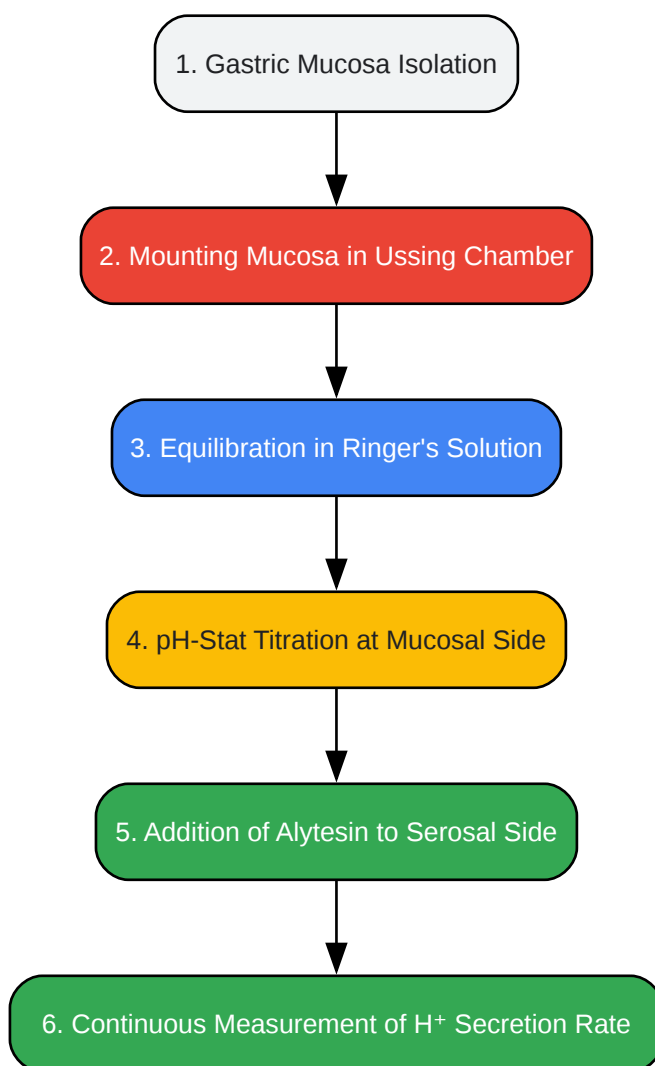 1. Gastric Mucosa Isolation
2. Mounting Mucosa in Ussing Chamber
3. Equilibration in Ringer's Solution
4. pH-Stat Titration at Mucosal Side
5. Addition of Alytesin to Serosal Side
6. Continuous Measurement of H⁺ Secretion Rate